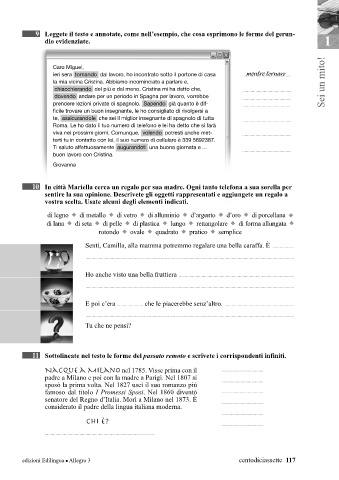 9 Leggete il testo e annotate, come nell'esempio, che cosa esprimono le forme del gerun-
dio evidenziate.
1
Sei un mito!
Caro Miguel,
ieri sera tornando dal lavoro, ho incontrato sotto il portone di casa
la mia vicina Cristina. Abbiamo incominciato a parlare e,
chiacchierando del più e del meno, Cristina mi ha detto che,
dovendo andare per un periodo in Spagna per lavoro, vorrebbe
prendere lezioni private di spagnolo. Sapendo già quanto è dif-
ficile trovare un buon insegnante, le ho consigliato di rivolgersi a
te, assicurandole che sei il miglior insegnante di spagnolo di tutta
Roma. Le ho dato il tuo numero di telefono e lei ha detto che si farà
viva nei prossimi giorni. Comunque, volendo potresti anche met-
terti tu in contatto con lei. Il suo numero di cellulare è 339 5692387.
Ti saluto affettuosamente augurandoti una buona giornata e ...
buon lavoro con Cristina.
Giovanna
mentre tornavo
10 In città Mariella cerca un regalo per sua madre. Ogni tanto telefona a sua sorella per
sentire la sua opinione. Descrivete gli oggetti rappresentati e aggiungete un regalo a
vostra scelta. Usate alcuni degli elementi indicati.
di legno ◆ di metallo ◆ di vetro ◆ di alluminio ◆ d'argento ◆ d'oro ◆ di porcellana ◆
di lana ◆ di seta ◆ di pelle ◆ di plastica ◆ lungo ◆ rettangolare ◆ di forma allungata ◆
rotondo ◆ ovale ◆ quadrato ◆ pratico ◆ semplice
Senti, Camilla, alla mamma potremmo regalare una bella caraffa. È
Ho anche visto una bella fruttiera
E poi c'era che le piacerebbe senz'altro.
Tu che ne pensi?
11 Sottolineate nel testo le forme del passato remoto e scrivete i corrispondenti infiniti.
NACQUE A MILANO nel 1785. Visse prima con il
padre a Milano e poi con la madre a Parigi. Nel 1807 si
sposò la prima volta. Nel 1827 uscì il suo romanzo più
famoso dal titolo I Promessi Sposi. Nel 1860 diventò
senatore del Regno d'Italia. Morì a Milano nel 1873. È
considerato il padre della lingua italiana moderna.
CHI È?
edizioni Edilingua • Allegro 3
centodiciassette 117